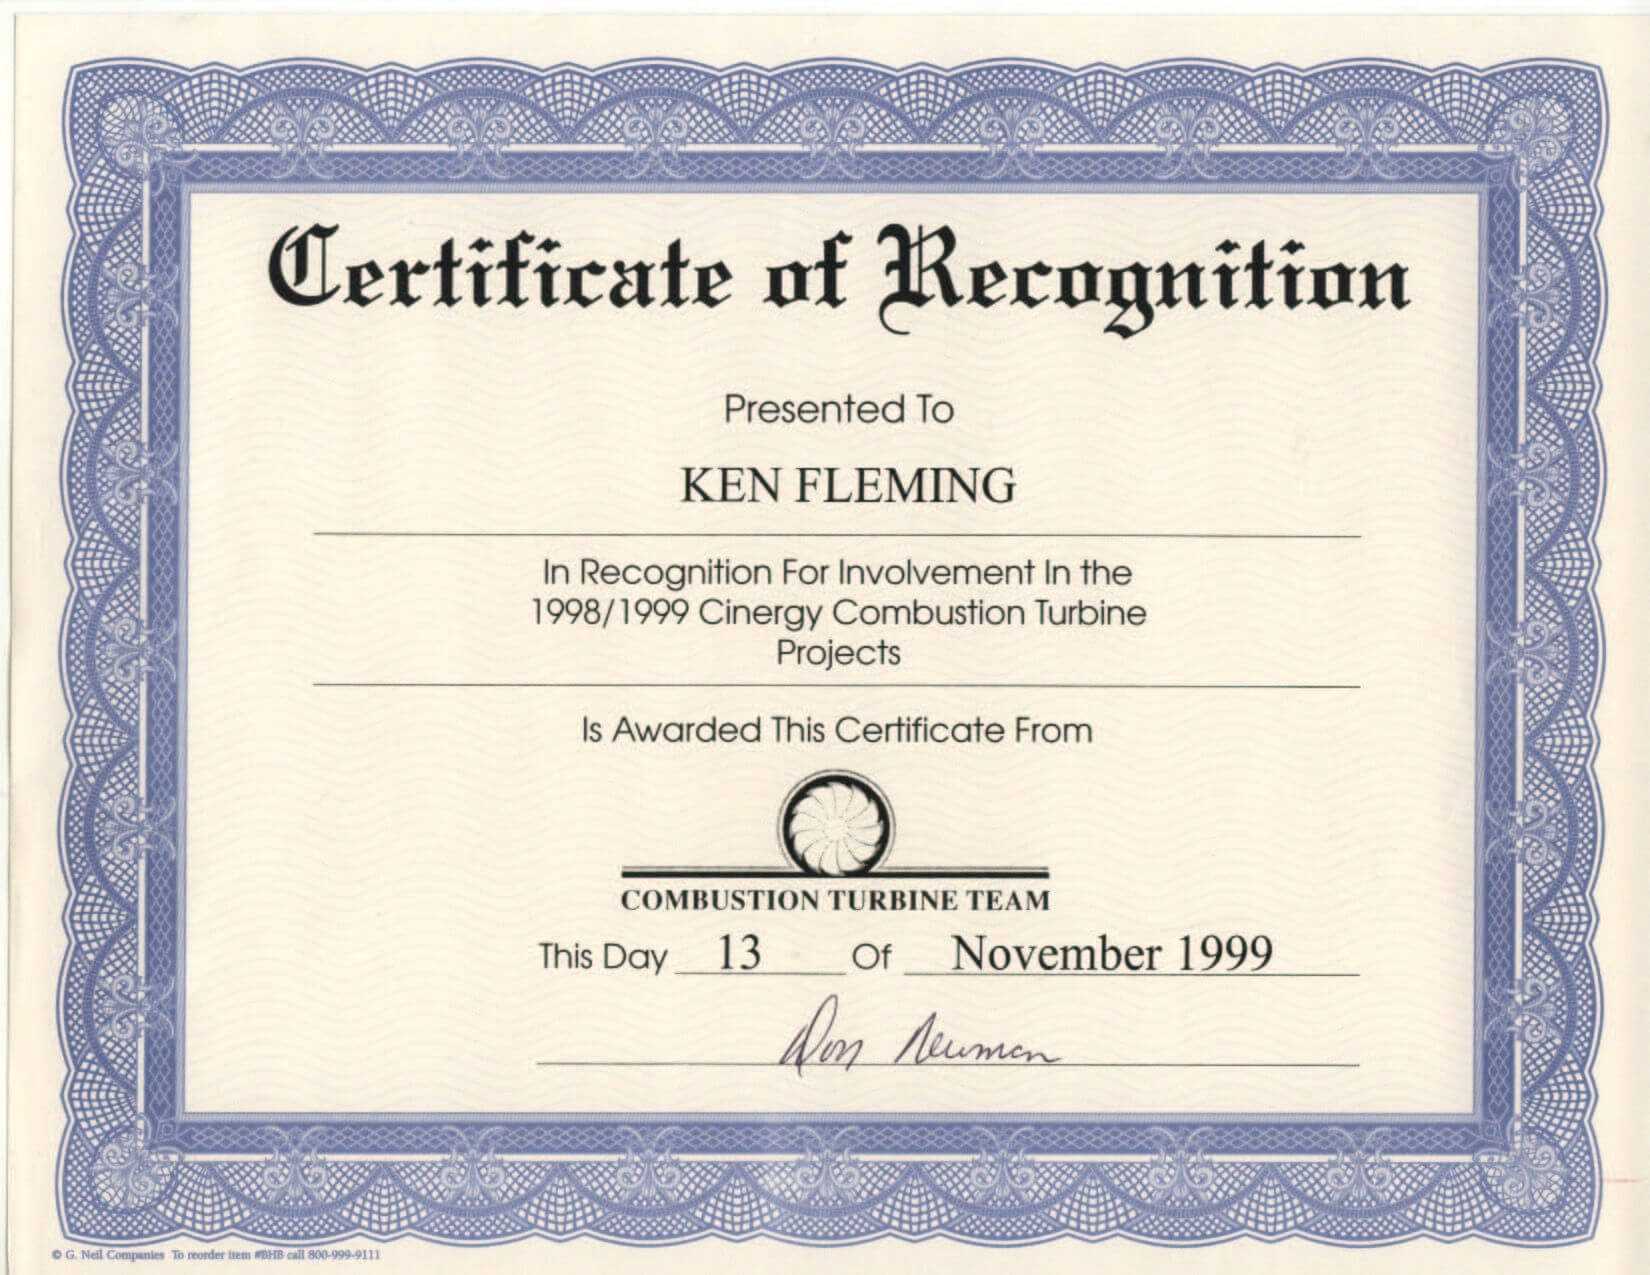 Certificate of Recognition
Presented To
KEN FLEMING
In Recognition For Involvement In the
1998/1999 Cinergy Combustion Turbine
Projects
Is Awarded This Certificate From
COMBUSTION TURBINE TEAM
This Day 13 Of November 1999
Don Newman
© G. Neil Companies To reorder item #BHB call 800-999-9111